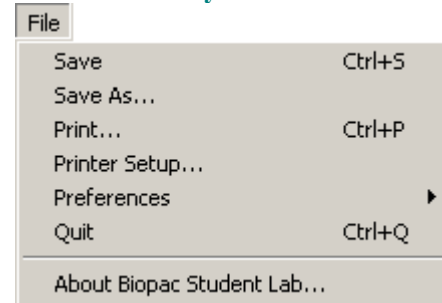 File
Save Ctrl+S
Save As...
Print... Ctrl+P
Printer Setup...
Preferences
Quit Ctrl+Q
About Biopac Student Lab...